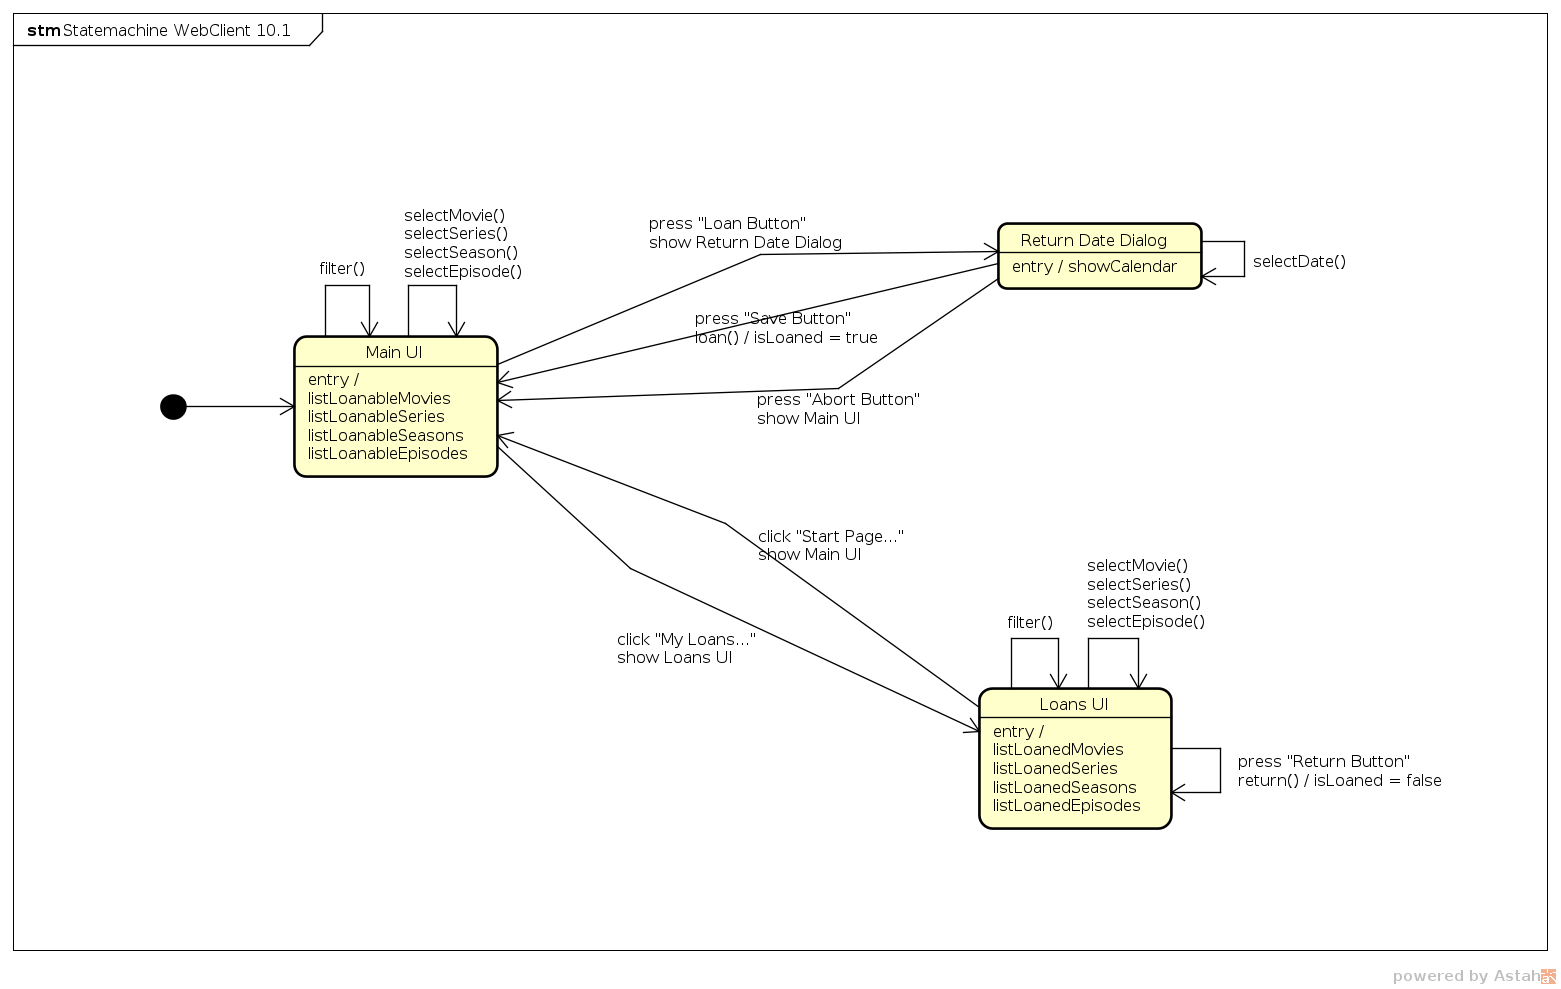 stm Statemachine WebClient 10.1
selectMovie()
selectSeries()
selectSeason()
selectEpisode()
filter()
press "Loan Button"
show Return Date Dialog
Return Date Dialog
entry / showCalendar
selectDate()
press "Save Button"
loan() / isLoaned = true
Main UI
entry /
listLoanableMovies
listLoanableSeries
listLoanableSeasons
listLoanableEpisodes
press "Abort Button"
show Main UI
click "Start Page..."
show Main UI
click "My Loans..."
show Loans UI
selectMovie()
selectSeries()
selectSeason()
selectEpisode()
filter()
Loans UI
entry /
listLoanedMovies
listLoanedSeries
listLoanedSeasons
listLoanedEpisodes
press "Return Button"
return() / isLoaned = false
powered by Astah